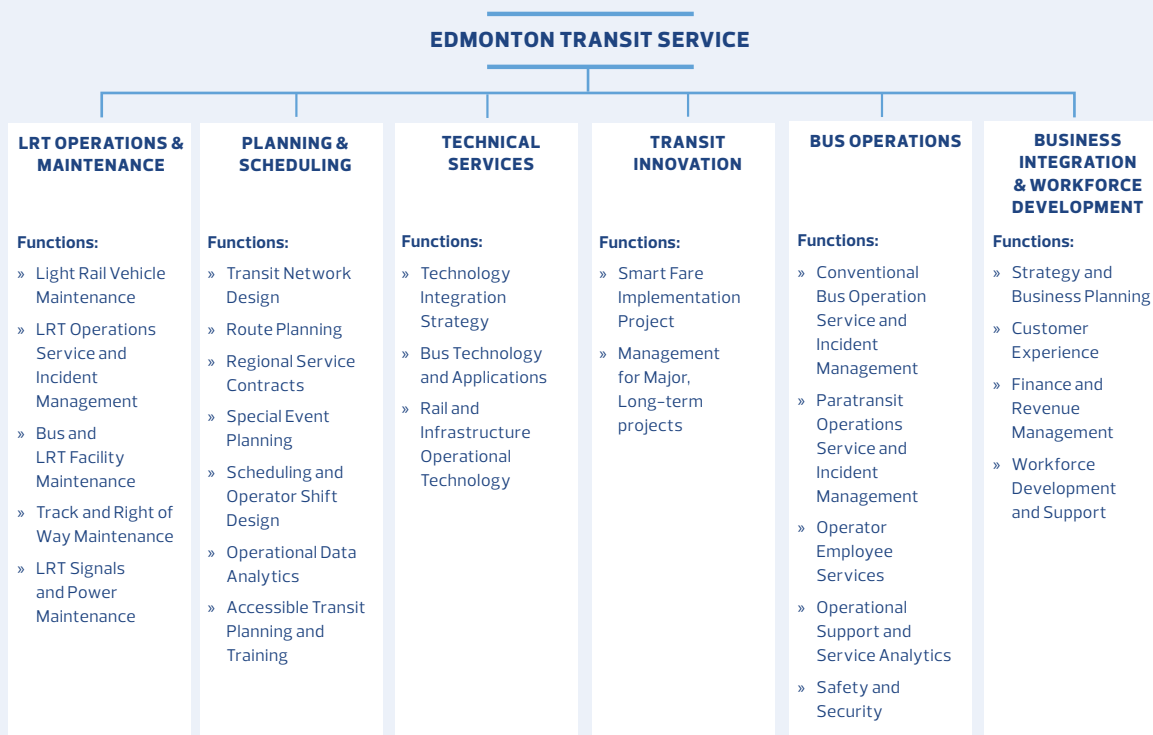 EDMONTON TRANSIT SERVICE
LRT OPERATIONS &
MAINTENANCE
Functions:
» Light Rail Vehicle
Maintenance
» LRT Operations
Service and
Incident
Management
» Bus and
LRT Facility
Maintenance
» Track and Right of
Way Maintenance
» LRT Signals
and Power
Maintenance
PLANNING &
SCHEDULING
Functions:
» Transit Network
Design
» Route Planning
» Regional Service
Contracts
» Special Event
Planning
» Scheduling and
Operator Shift
Design
» Operational Data
Analytics
» Accessible Transit
Planning and
Training
TECHNICAL
SERVICES
Functions:
» Technology
Integration
Strategy
» Bus Technology
and Applications
» Rail and
Infrastructure
Operational
Technology
TRANSIT
INNOVATION
Functions:
» Smart Fare
Implementation
Project
» Management
for Major,
Long-term
projects
BUS OPERATIONS
Functions:
» Conventional
Bus Operation
Service and
Incident
Management
» Paratransit
Operations
Service and
Incident
Management
» Operator
Employee
Services
» Operational
Support and
Service Analytics
» Safety and
Security
BUSINESS
INTEGRATION
& WORKFORCE
DEVELOPMENT
Functions:
» Strategy and
Business Planning
» Customer
Experience
» Finance and
Revenue
Management
» Workforce
Development
and Support